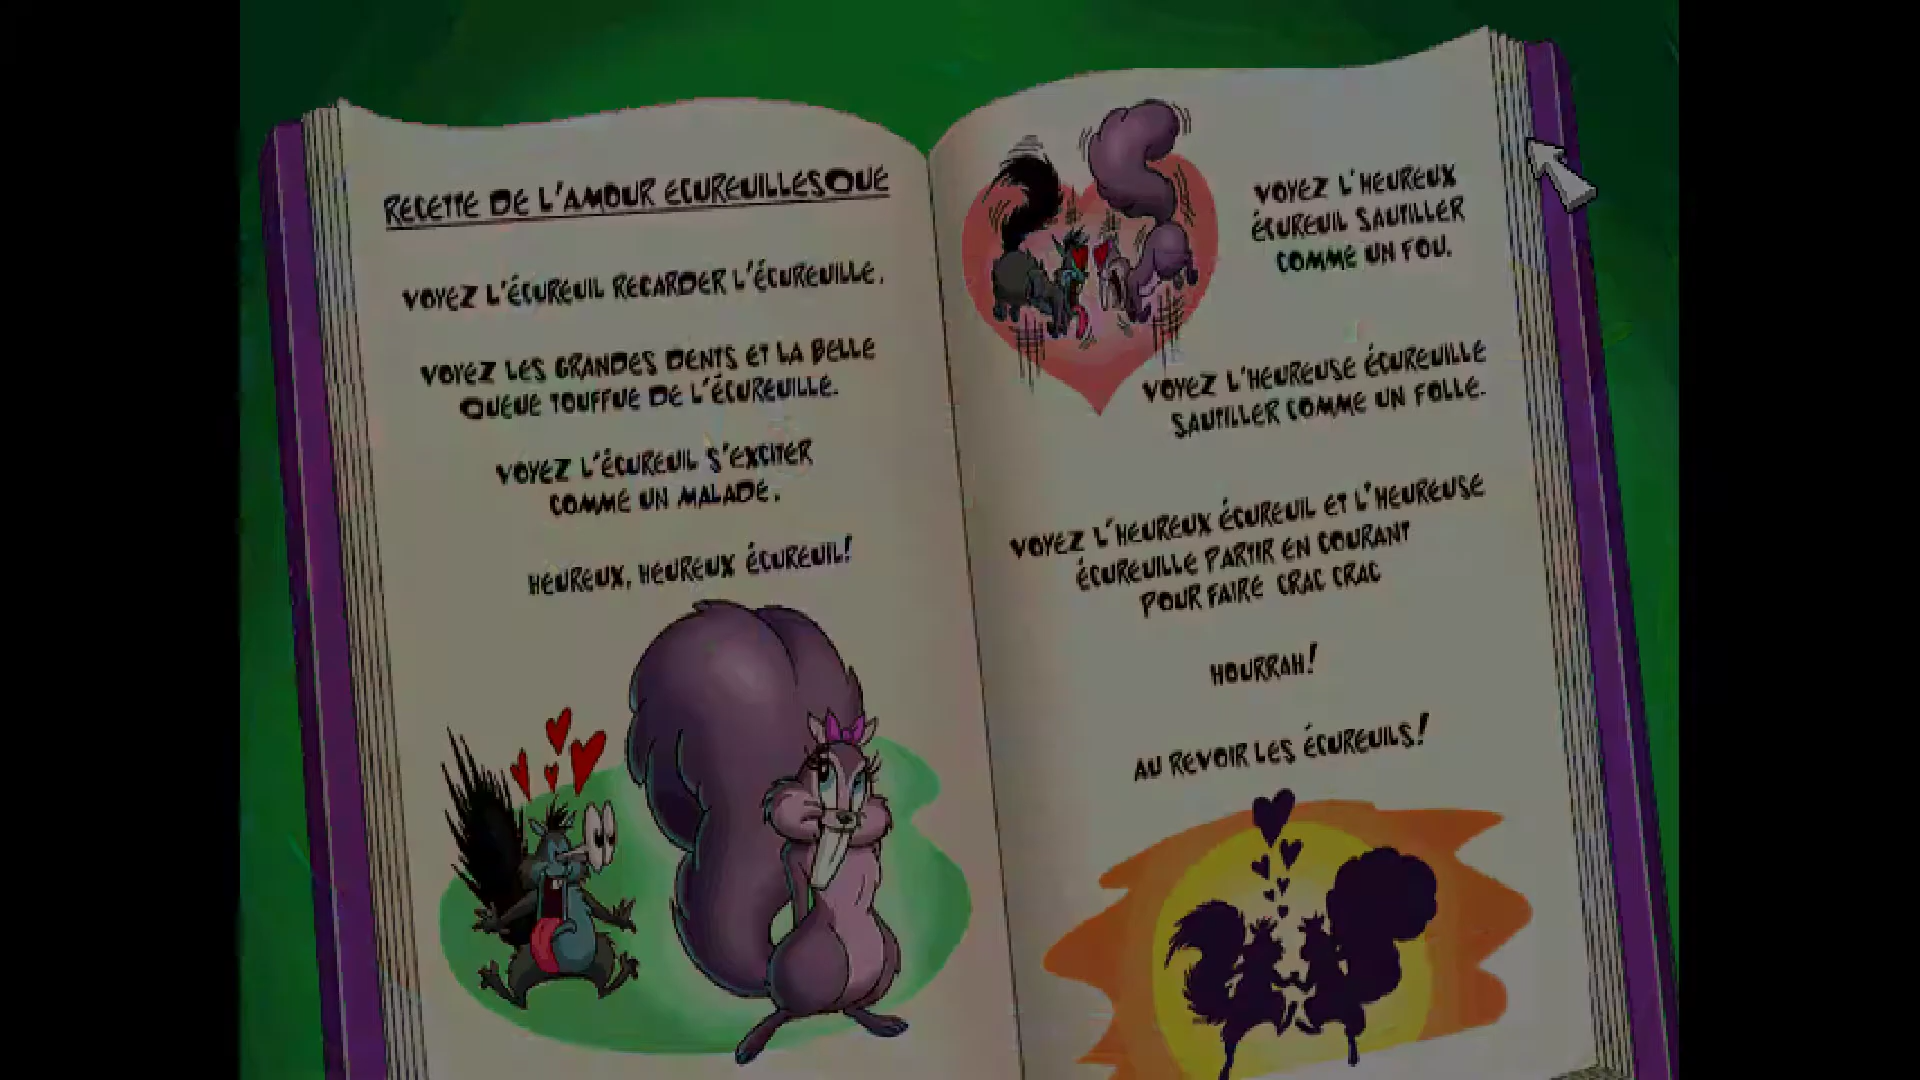 RECETTE DE L'AMOUR ECUREUILLESQUE
VOYEZ L'ÉCUREUIL REGARDER L'ÉCUREUILLE.
VOYEZ LES GRANDES DENTS ET LA BELLE
QUEUE TOUFFUE DE L'ÉCUREUILLE.
VOYEZ L'ÉCUREUIL S'EXCITER
COMME UN MALADE.
HEUREUX, HEUREUX ÉCUREUIL!
VOYEZ L'HEUREUX
ÉCUREUIL SAUTILLER
COMME UN FOU.
VOYEZ L'HEUREUSE ÉCUREUILLE
SAUTILLER COMME UN FOLLE.
VOYEZ L'HEUREUX ÉCUREUIL ET L'HEUREUSE
ÉCUREUILLE PARTIR EN COURANT
POUR FAIRE CRAC CRAC
HOURRAH!
AU REVOIR LES ÉCUREUILS!